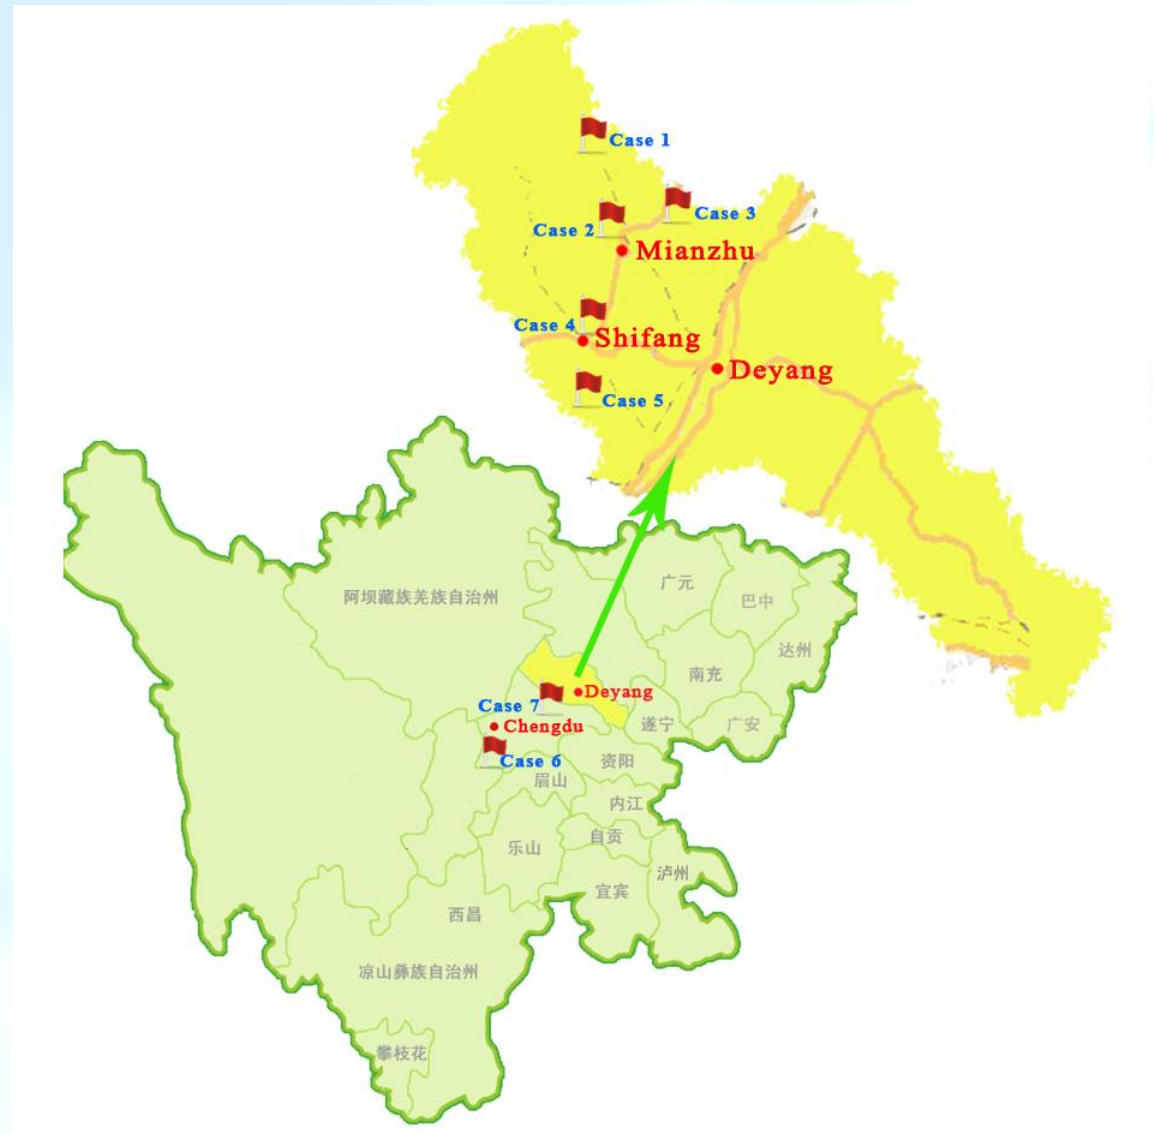 Case 1
Case 3
Case 2
Mianzhu
Case 4
Shifang
Deyang
Case 5
广元
阿坝藏族羌族自治州
巴中
达州
南充
Deyang
Case 7
遂宁
广安
Chengdu
Case 6
资阳
眉山
内江
自贡
乐山
泸州
宜宾
西昌
凉山彝族自治州
攀枝花